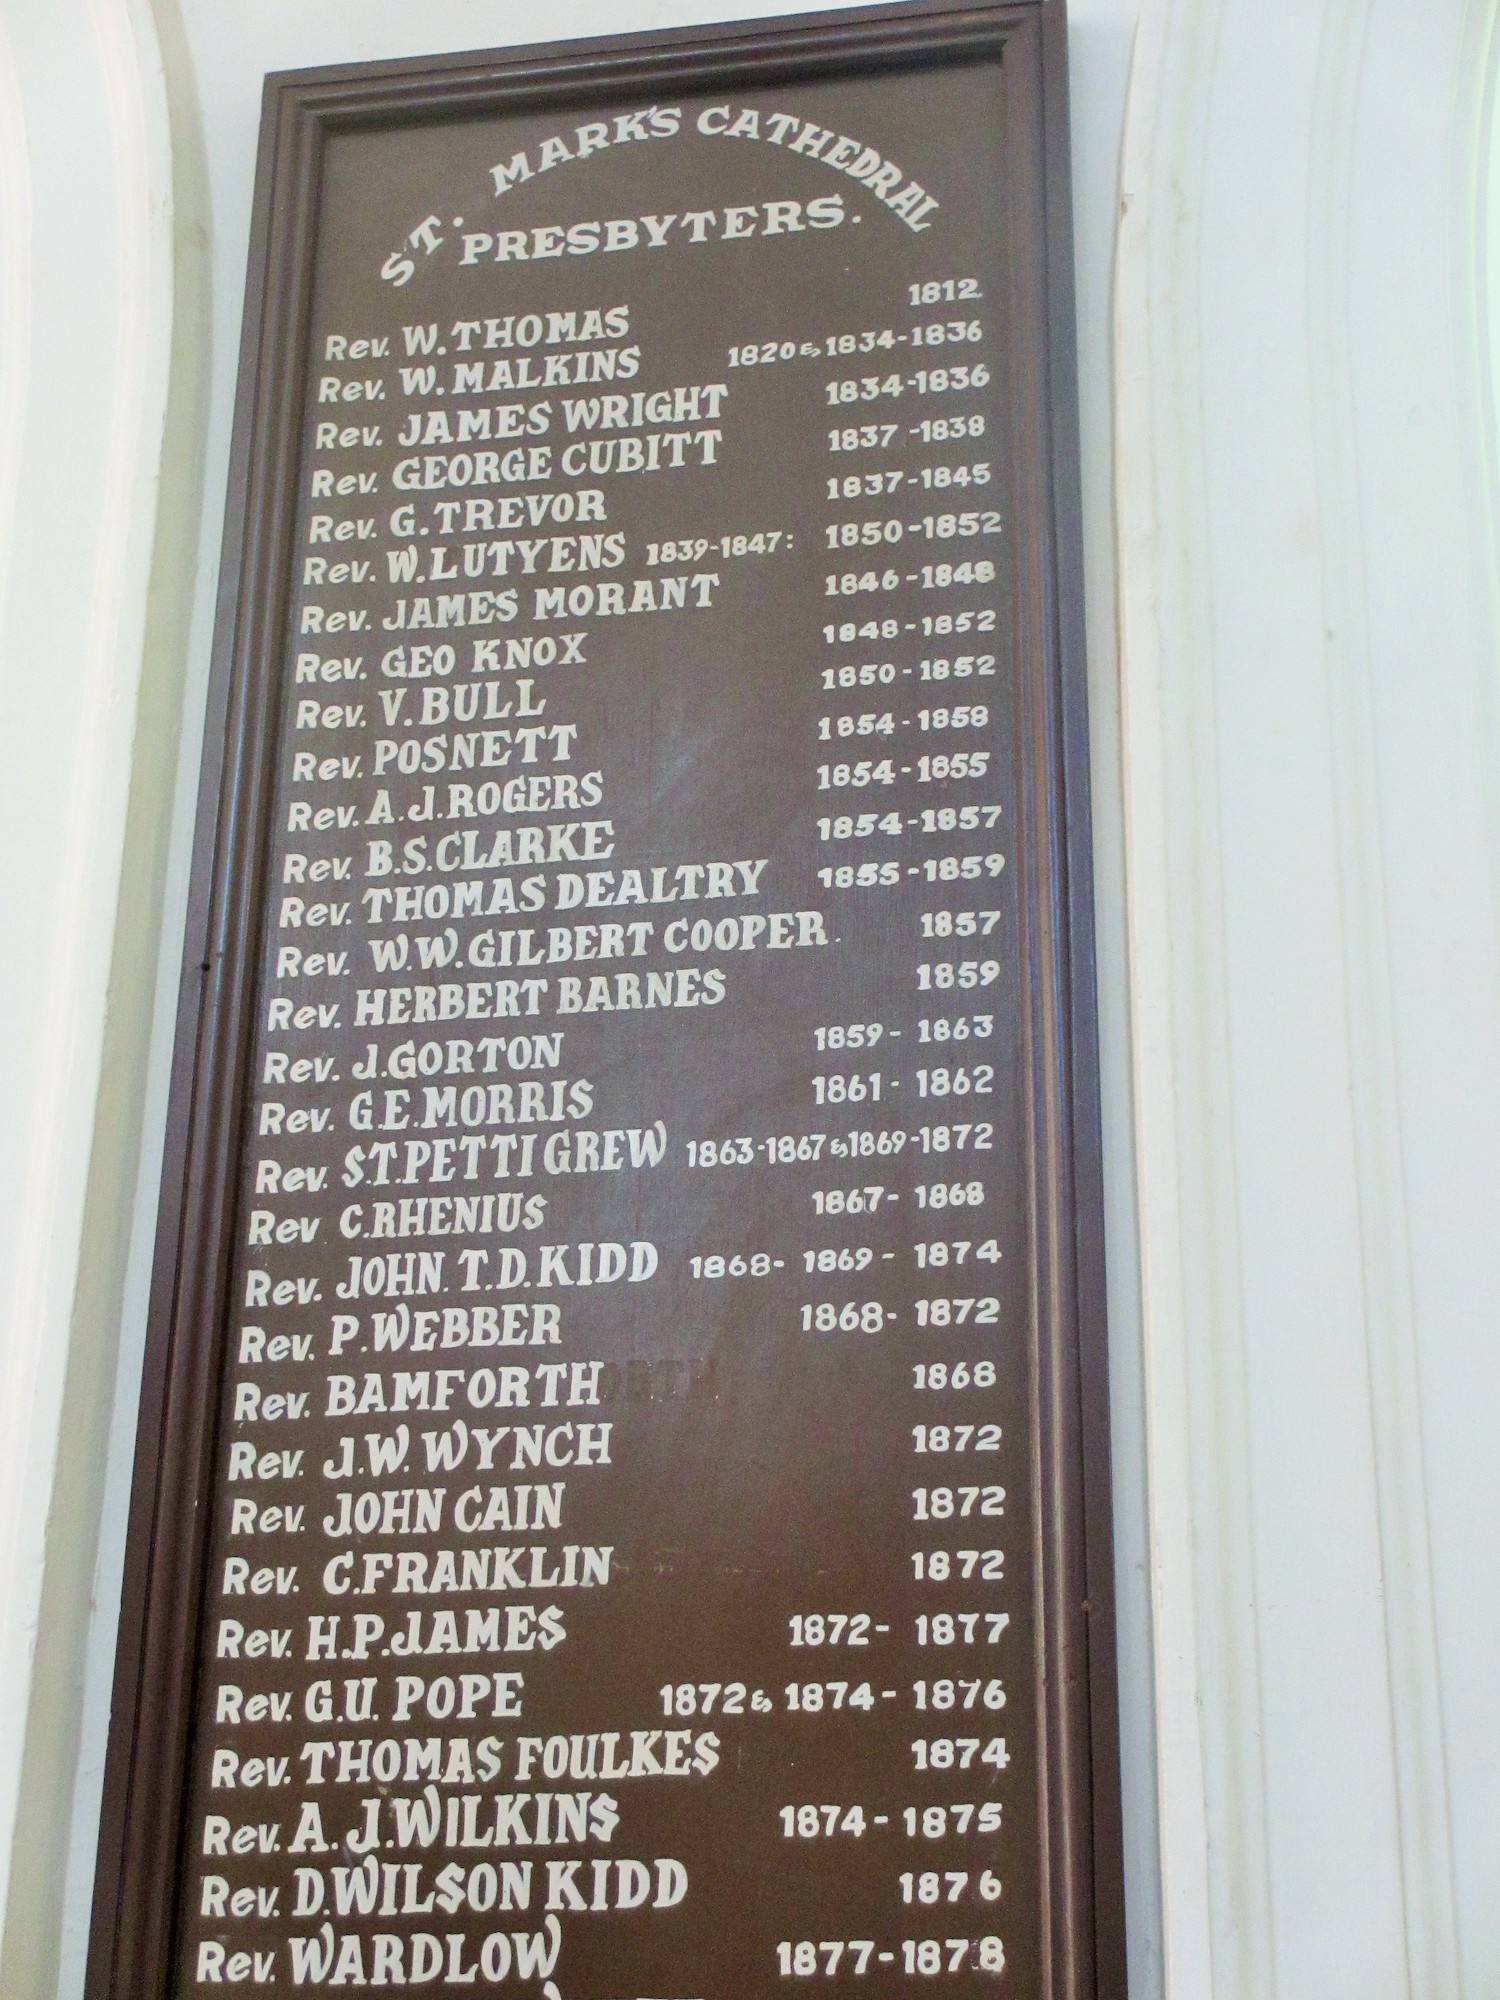 ST. MARK'S CATHEDRAL
PRESBYTERS.
Rev. W. THOMAS 1812
Rev. W. MALKINS 1820 & 1834-1836
Rev. JAMES WRIGHT 1834-1836
Rev. GEORGE CUBITT 1837-1838
Rev. G. TREVOR 1837-1845
Rev. W. LUTYENS 1839-1847: 1850-1852
Rev. JAMES MORANT 1846-1848
Rev. GEO KNOX 1848-1852
Rev. V. BULL 1850-1852
Rev. POSNETT 1854-1858
Rev. A.J. ROGERS 1854-1855
Rev. B.S. CLARKE 1854-1857
Rev. THOMAS DEALTRY 1855-1859
Rev. W.W. GILBERT COOPER. 1857
Rev. HERBERT BARNES 1859
Rev. J. GORTON 1859- 1863
Rev. G.E. MORRIS 1861- 1862
Rev. S.T. PETTI GREW 1863-1867 & 1869-1872
Rev C. RHENIUS 1867- 1868
Rev. JOHN. T.D. KIDD 1868- 1869- 1874
Rev. P. WEBBER 1868- 1872
Rev. BAMFORTH 1868
Rev. J.W. WYNCH 1872
Rev. JOHN CAIN 1872
Rev. C. FRANKLIN 1872
Rev. H.P. JAMES 1872- 1877
Rev. G.U. POPE 1872 & 1874- 1876
Rev. THOMAS FOULKES 1874
Rev. A. J. WILKINS 1874- 1875
Rev. D. WILSON KIDD 1876
Rev. WARDLOW 1877-1878